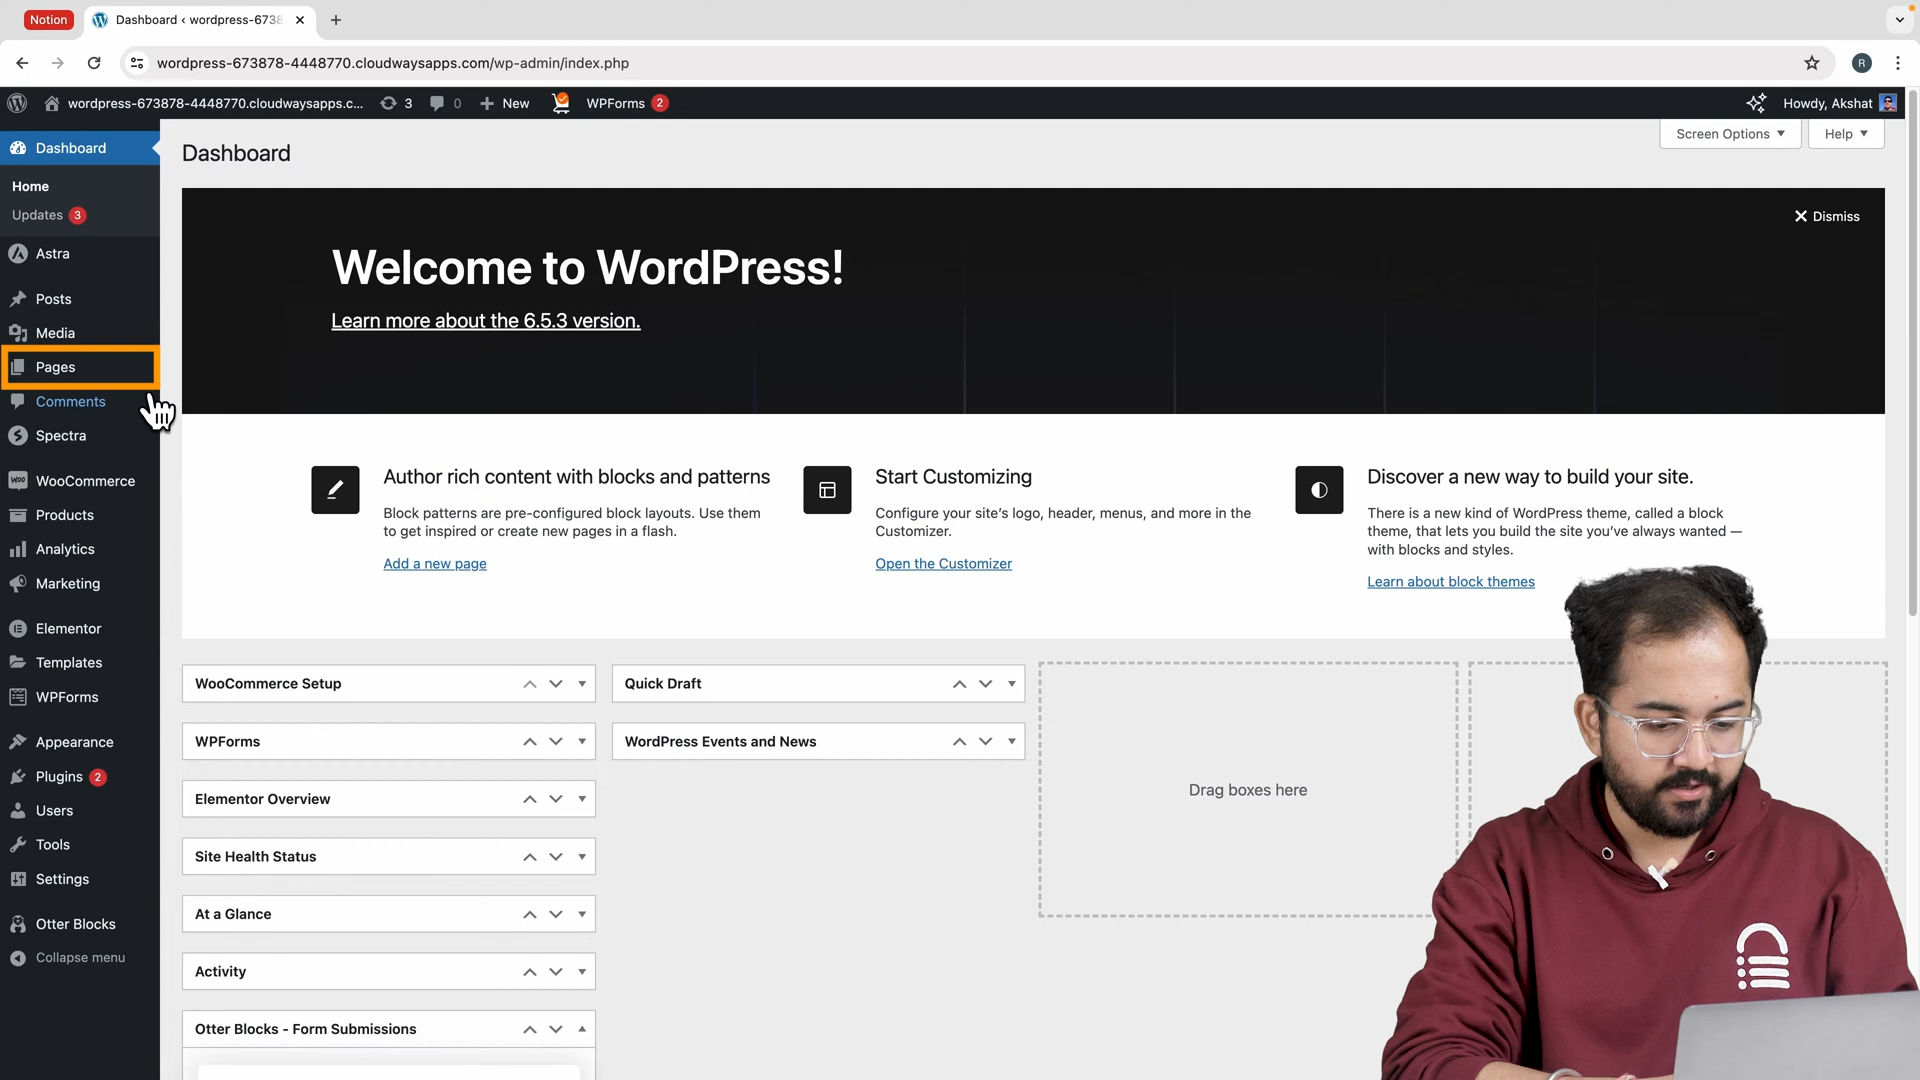 Notion
Dashboard ‹ wordpress-6738
wordpress-673878-4448770.cloudwaysapps.com/wp-admin/index.php
R
wordpress-673878-4448770.cloudwaysapps.c... 3 0 New WPForms 2
Howdy, Akshat
Screen Options
Help
Dashboard
Home
Updates 3
Astra
Posts
Media
Pages
Comments
Spectra
WooCommerce
Products
Analytics
Marketing
Elementor
Templates
WPForms
Appearance
Plugins 2
Users
Tools
Settings
Otter Blocks
Collapse menu
Dashboard
Dismiss
Welcome to WordPress!
Learn more about the 6.5.3 version.
Author rich content with blocks and patterns
Block patterns are pre-configured block layouts. Use them
to get inspired or create new pages in a flash.
Add a new page
Start Customizing
Configure your site's logo, header, menus, and more in the
Customizer.
Open the Customizer
Discover a new way to build your site.
There is a new kind of WordPress theme, called a block
theme, that lets you build the site you've always wanted —
with blocks and styles.
Learn about block themes
WooCommerce Setup
WPForms
Elementor Overview
Site Health Status
At a Glance
Activity
Otter Blocks - Form Submissions
Quick Draft
WordPress Events and News
Drag boxes here